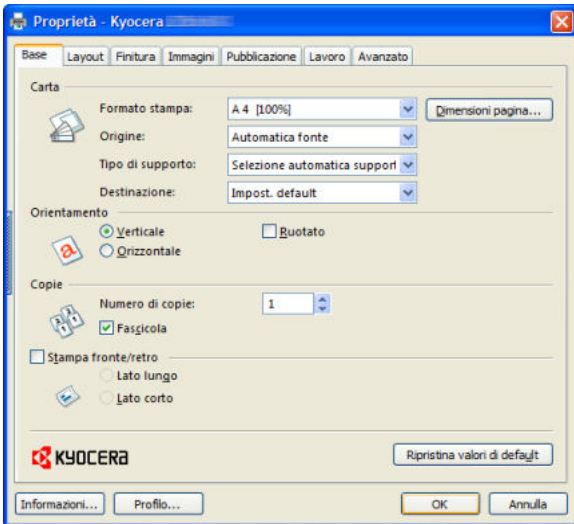 Proprietà - Kyocera
Base Layout Finitura Immagini Pubblicazione Lavoro Avanzato
Carta
Formato stampa: A4 [100%] Dimensioni pagina...
Origine: Automatica fonte
Tipo di supporto: Selezione automatica support
Destinazione: Impost. default
Orientamento
Verticale Ruotato
Orizzontale
Copie
Numero di copie: 1
Fascicola
Stampa fronte/retro
Lato lungo
Lato corto
KYOCERA Ripristina valori di default
Informazioni... Profilo... OK Annulla